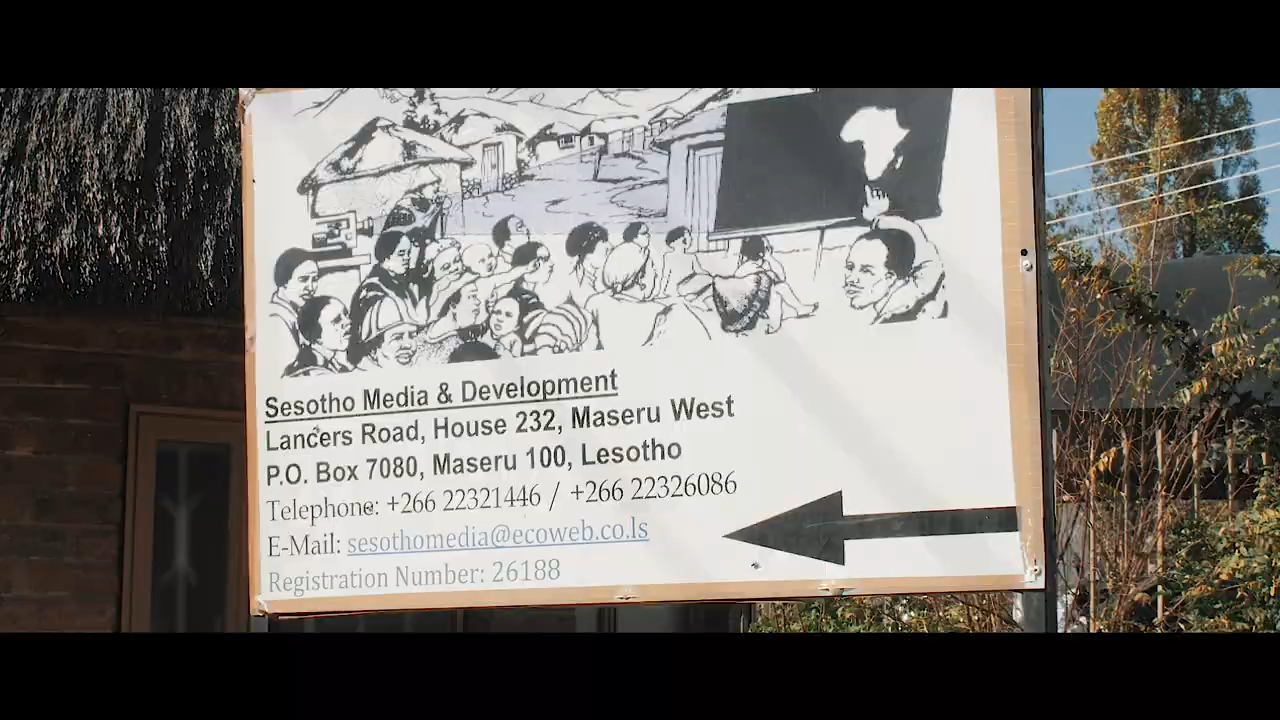 Sesotho Media & Development
Lancers Road, House 232, Maseru West
P.O. Box 7080, Maseru 100, Lesotho
Telephone: +266 22321446 / +266 22326086
E-Mail: sesothomedia@ecoweb.co.ls
Registration Number: 26188